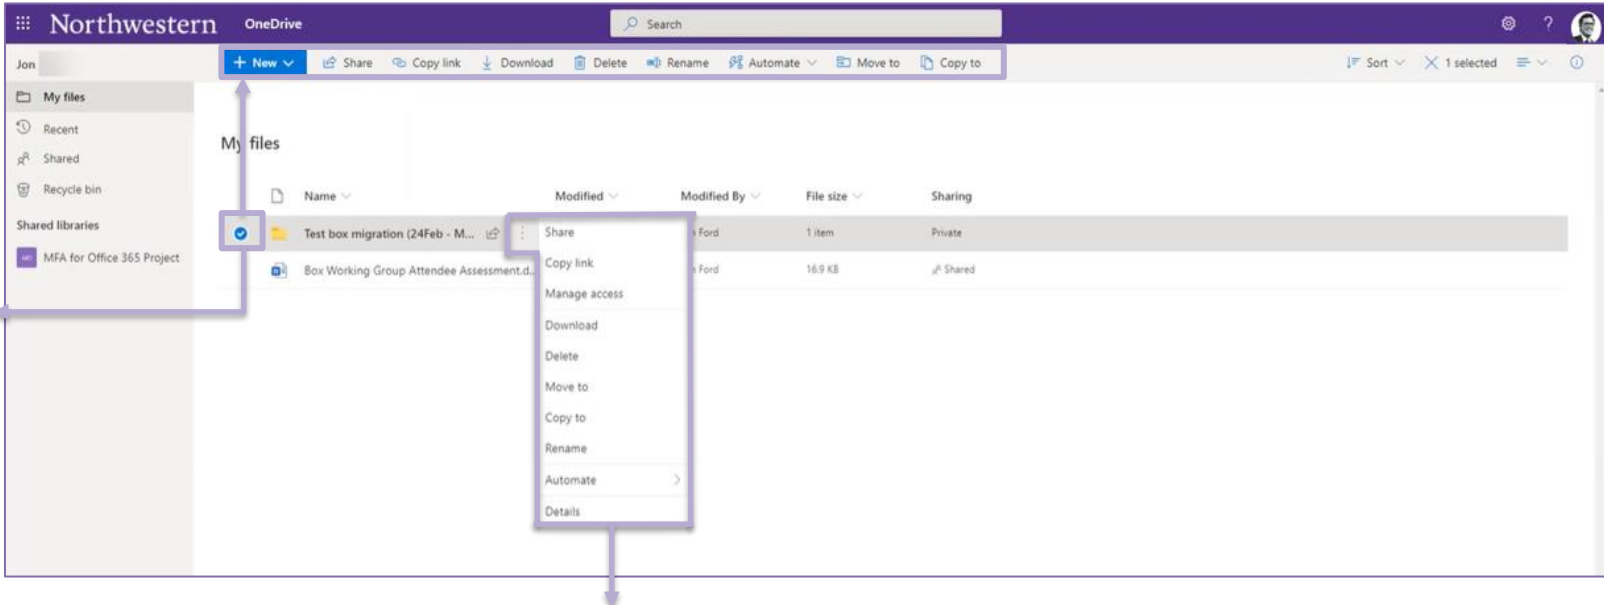 Northwestern OneDrive Search ?
Jon + New Share Copy link Download Delete Rename Automate Move to Copy to Sort 1 selected
My files
Recent
Shared
Recycle bin
Shared libraries
MFA for Office 365 Project
My files
Name Modified Modified By File size Sharing
Test box migration (24Feb - M... Ford 1 item Private
Box Working Group Attendee Assessment.d... Ford 16.9 KB Shared
Share
Copy link
Manage access
Download
Delete
Move to
Copy to
Rename
Automate
Details